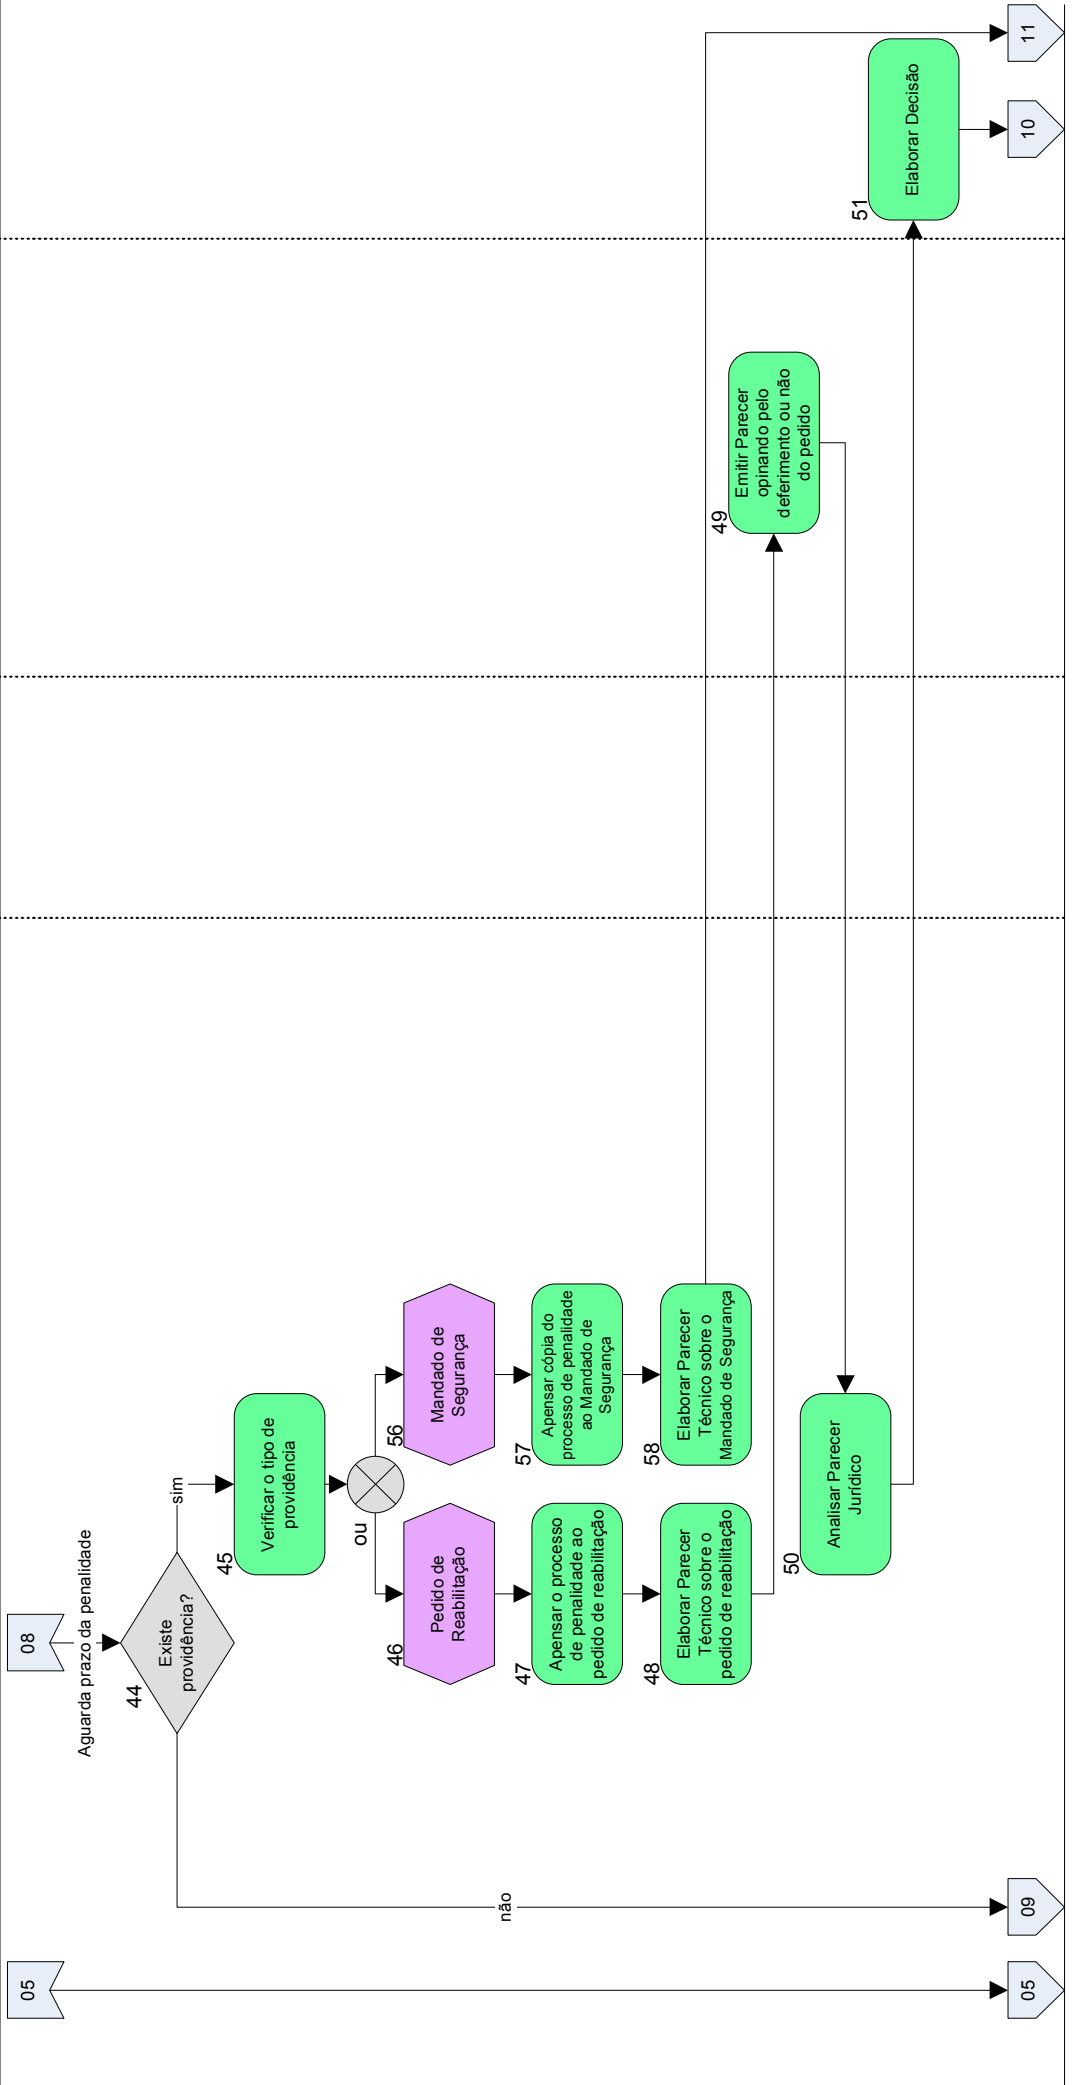 08
Aguarda prazo da penalidade
44
Existe
providência?
sim
não
45
Verificar o tipo de
providência
ou
46
Pedido de
Reabilitação
56
Mandado de
Segurança
47
Apensar o processo
de penalidade ao
pedido de reabilitação
57
Apensar cópia do
processo de penalidade
ao Mandado de
Segurança
48
Elaborar Parecer
Técnico sobre o
pedido de reabilitação
58
Elaborar Parecer
Técnico sobre o
Mandado de Segurança
49
Emitir Parecer
opinando pelo
deferimento ou não
do pedido
50
Analisar Parecer
Jurídico
51
Elaborar Decisão
05
05
09
10
11